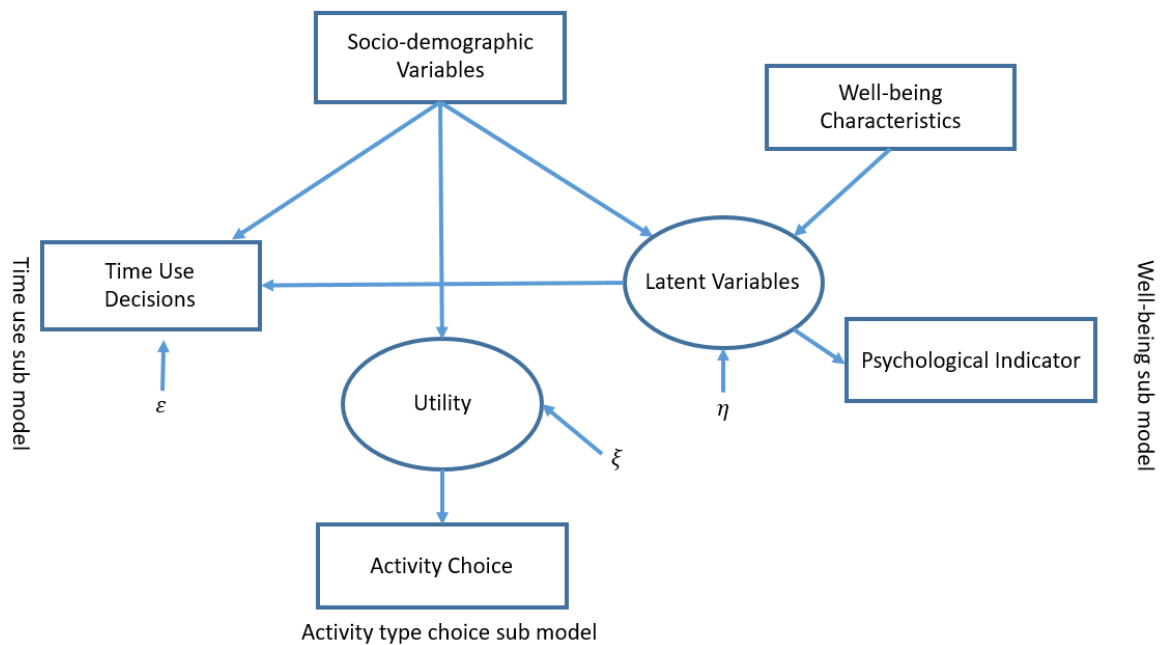 Socio-demographic
Variables
Well-being
Characteristics
Time use sub model
Time Use
Decisions
Latent Variables
Well-being sub model
Psychological Indicator
ε
Utility
η
ξ
Activity Choice
Activity type choice sub model